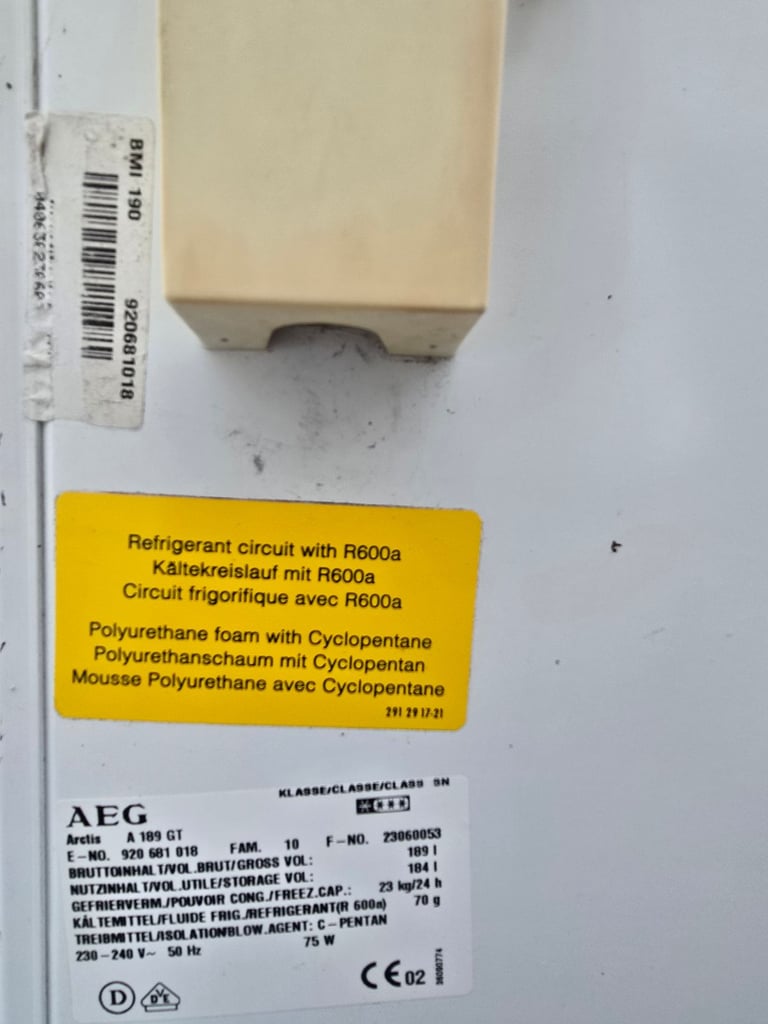 BMI 190
920681018
Refrigerant circuit with R600a
Kältekreislauf mit R600a
Circuit frigorifique avec R600a
Polyurethane foam with Cyclopentane
Polyurethanschaum mit Cyclopentan
Mousse Polyurethane avec Cyclopentane
291 29 17-21
KLASSE/CLASSE/CLASS SN
AEG
Arctis A 189 GT
E-NO. 920 681 018 FAM. 10 F-NO. 23060053
BRUTTOINHALT/VOL.BRUT/GROSS VOL: 189 l
NUTZINHALT/VOL.UTILE/STORAGE VOL: 184 l
GEFRIERVERM./POUVOIR CONG./FREEZ.CAP.: 23 kg/24 h
KÄLTEMITTEL/FLUIDE FRIG./REFRIGERANT(R 600a) 70 g
TREIBMITTEL/ISOLATIONBLOW.AGENT: C-PENTAN
230-240 V~ 50 Hz 75 W
CE 02
D DVE